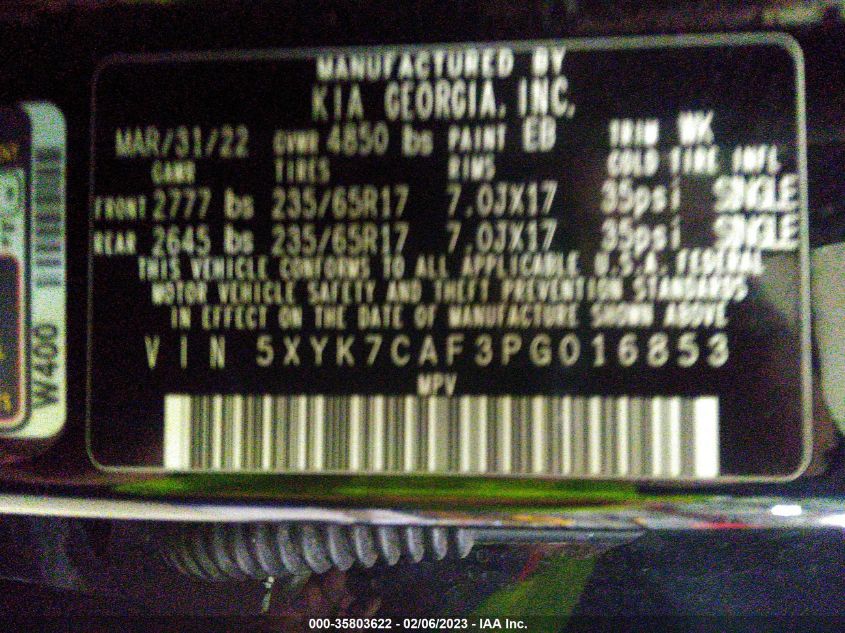 MANUFACTURED BY
KIA GEORGIA, INC.
MAR/31/22 GVWR 4850 lbs PAINT EB TRIM WK
GAWR TIRES RIMS COLD TIRE INFL
FRONT 2777 lbs 235/65R17 7.0JX17 35psi SINGLE
REAR 2645 lbs 235/65R17 7.0JX17 35psi SINGLE
THIS VEHICLE CONFORMS TO ALL APPLICABLE U.S.A. FEDERAL
MOTOR VEHICLE SAFETY AND THEFT PREVENTION STANDARDS
IN EFFECT ON THE DATE OF MANUFACTURE SHOWN ABOVE
VIN 5XYK7CAF3PG016853
MPV
W400
000-35803622 - 02/06/2023 - IAA Inc.